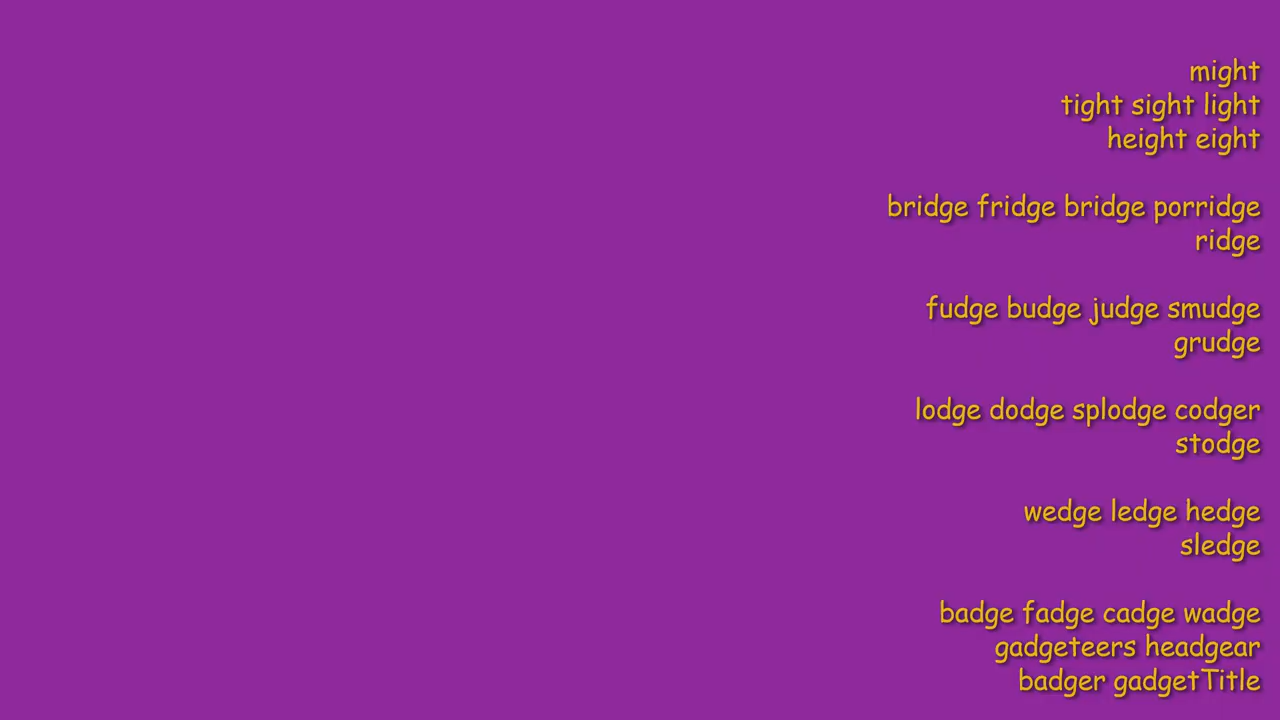 might
tight sight light
height eight
bridge fridge bridge porridge
ridge
fudge budge judge smudge
grudge
lodge dodge splodge codger
stodge
wedge ledge hedge
sledge
badge fadge cadge wadge
gadgeteers headgear
badger gadgetTitle